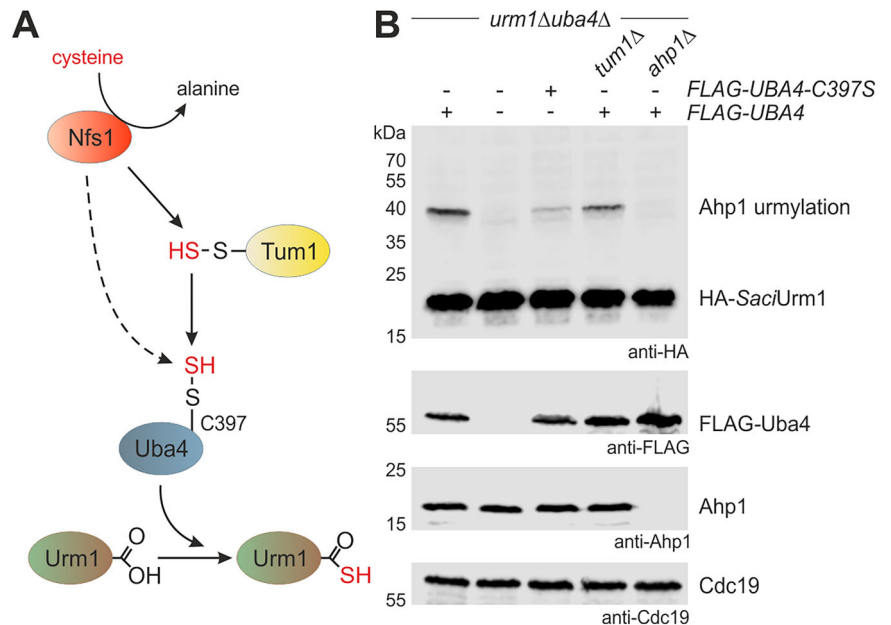 A
cysteine
alanine
Nfs1
HS-S-Tum1
SH
S
C397
Uba4
Urm1
O
OH
Urm1
O
SH
B
urm1Δuba4Δ
tum1Δ
ahp1Δ
- - + - - FLAG-UBA4-C397S
+ - - + + FLAG-UBA4
kDa
70
55
40
Ahp1 urmylation
35
25
HA-SaciUrm1
15
anti-HA
55
FLAG-Uba4
anti-FLAG
25
Ahp1
15
anti-Ahp1
Cdc19
55
anti-Cdc19